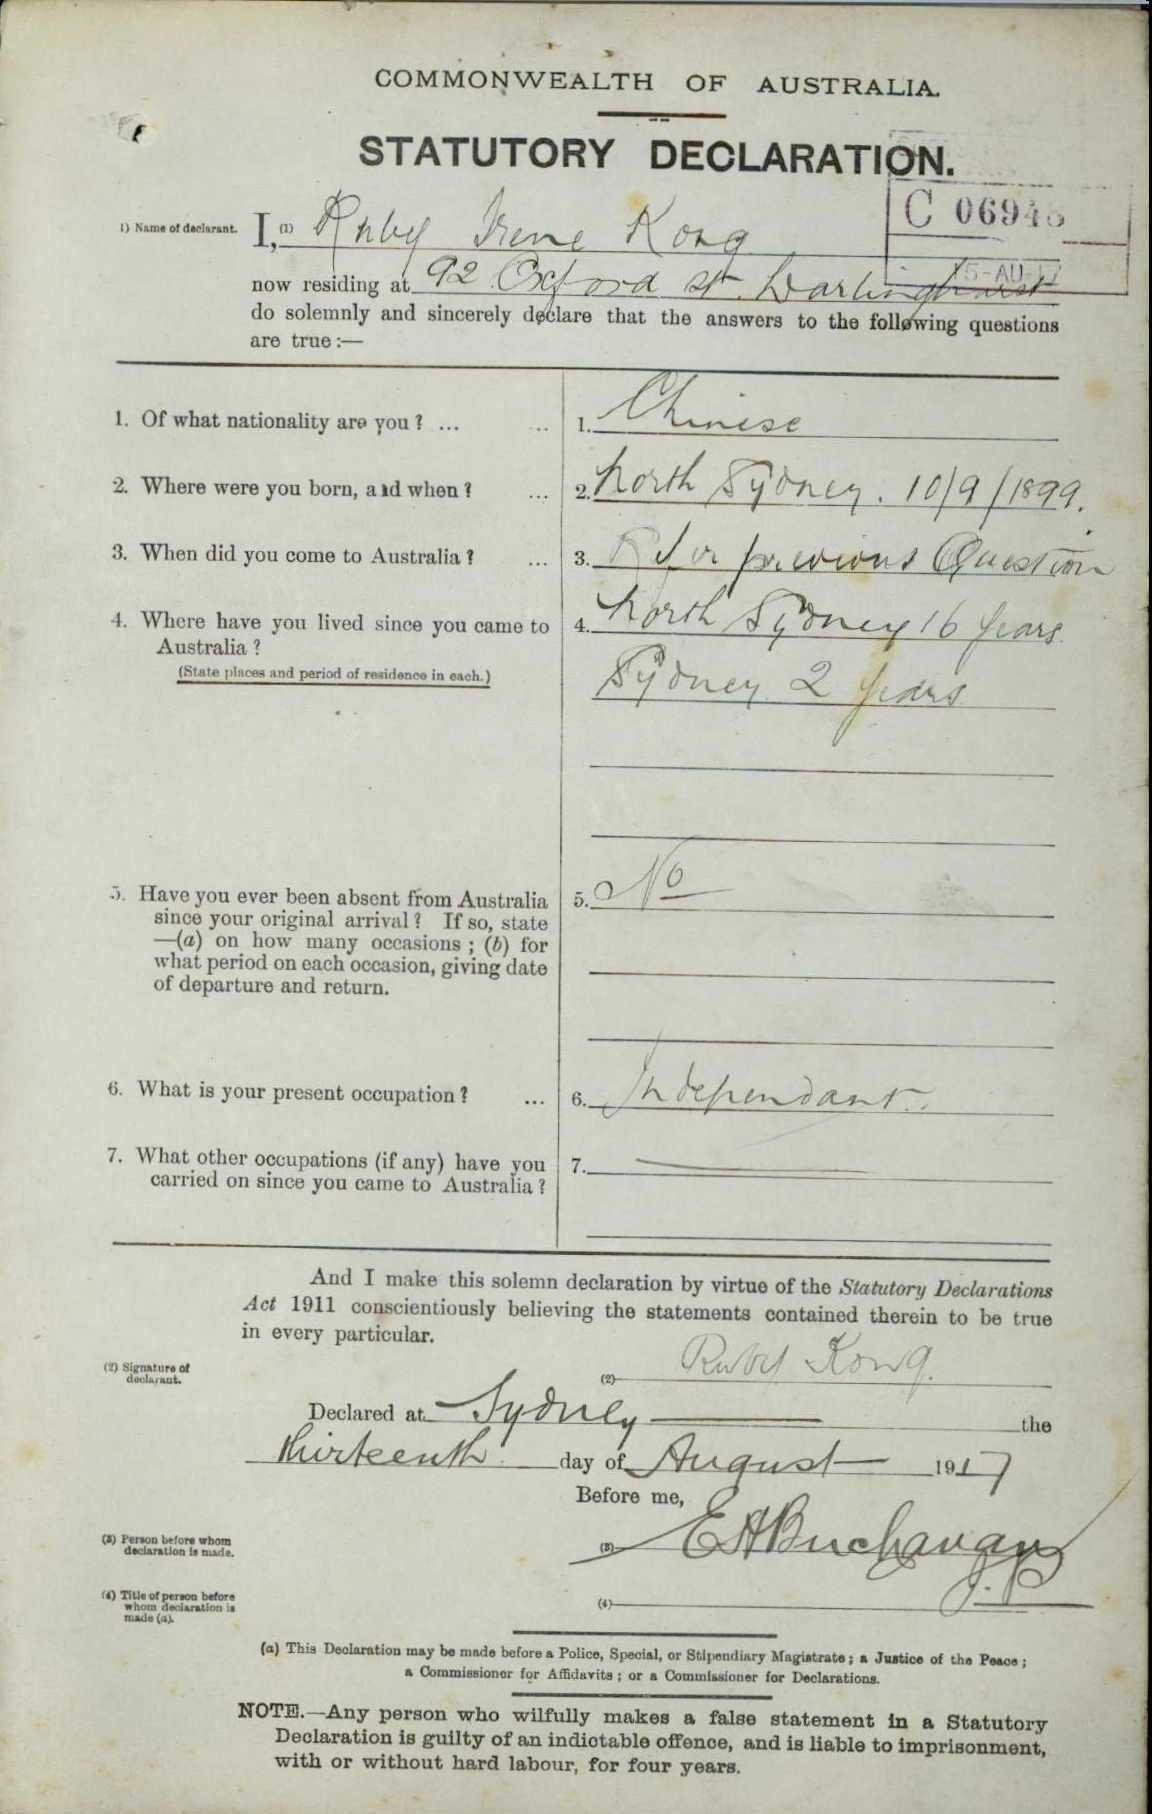 COMMONWEALTH OF AUSTRALIA.
STATUTORY DECLARATION.
C 06945
15-AU-17
1) Name of declarant. I, (1) Ruby Irene Kong
now residing at 92 Oxford st. Darlinghurst
do solemnly and sincerely declare that the answers to the following questions
are true:—
1. Of what nationality are you? ... ... 1. Chinese
2. Where were you born, and when? ... 2. North Sydney. 10/9/1899.
3. When did you come to Australia? ... 3. Refer previous Question
4. Where have you lived since you came to 4. North Sydney 16 years.
Australia?
(State places and period of residence in each.) Sydney 2 years
5. Have you ever been absent from Australia 5. No
since your original arrival? If so, state
—(a) on how many occasions; (b) for
what period on each occasion, giving date
of departure and return.
6. What is your present occupation? ... 6. Independant.
7. What other occupations (if any) have you 7.
carried on since you came to Australia?
And I make this solemn declaration by virtue of the Statutory Declarations
Act 1911 conscientiously believing the statements contained therein to be true
in every particular.
(2) Signature of
declarant. (2) Ruby Kong.
Declared at Sydney the
thirteenth day of August 1917
Before me,
(3) Person before whom
declaration is made. (3) E A Buchanan
J.P
(4) Title of person before
whom declaration is
made (a). (4)
(a) This Declaration may be made before a Police, Special, or Stipendiary Magistrate; a Justice of the Peace;
a Commissioner for Affidavits; or a Commissioner for Declarations.
NOTE.—Any person who wilfully makes a false statement in a Statutory
Declaration is guilty of an indictable offence, and is liable to imprisonment,
with or without hard labour, for four years.